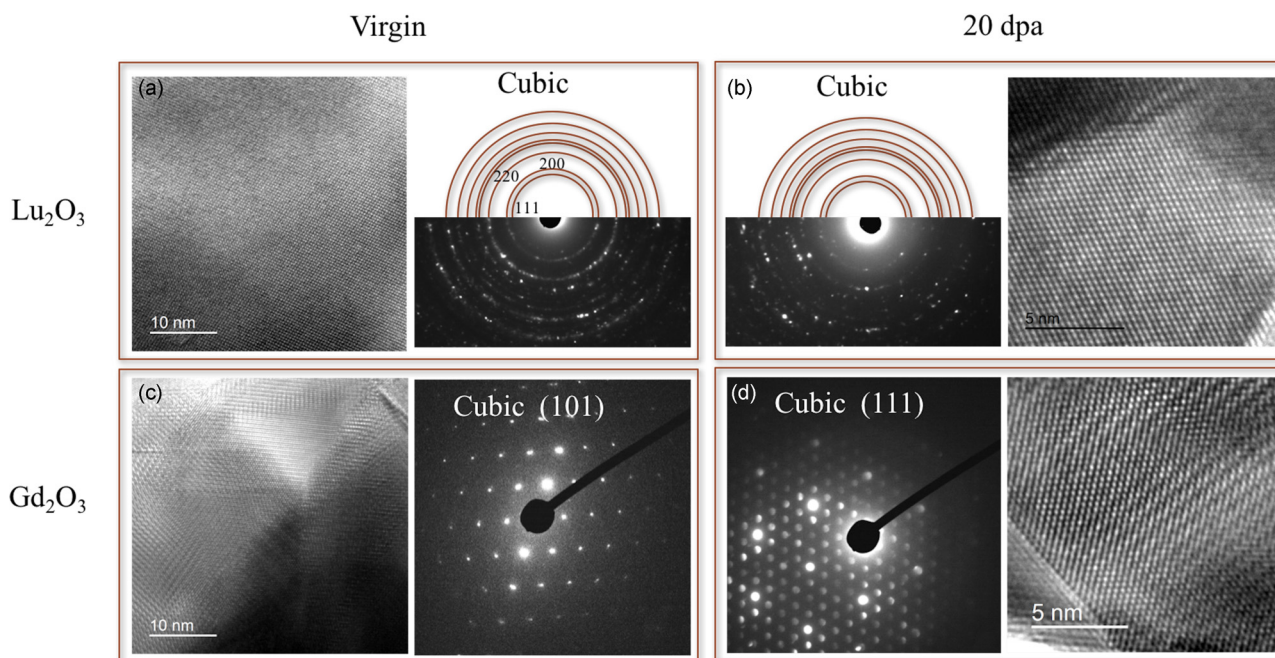 Virgin
20 dpa
Lu₂O₃
(a)
10 nm
Cubic
200
220
111
(b)
Cubic
5 nm
Gd₂O₃
(c)
10 nm
Cubic (101)
(d)
Cubic (111)
5 nm